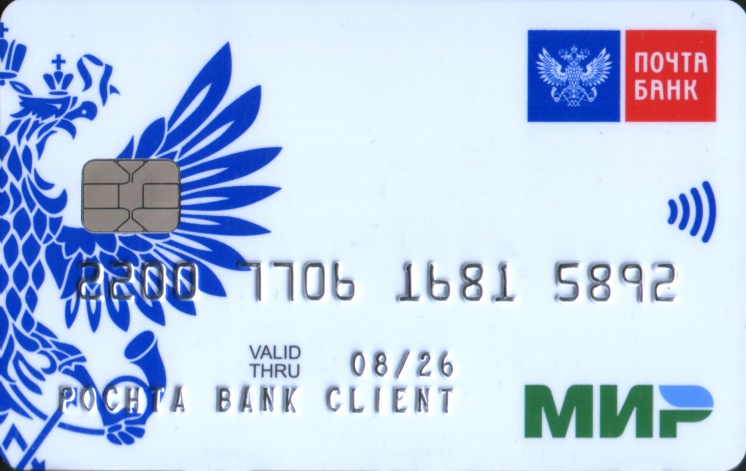 ПОЧТА
БАНК
2200 7706 1681 5892
VALID
THRU 08/26
POCHTA BANK CLIENT
МИР